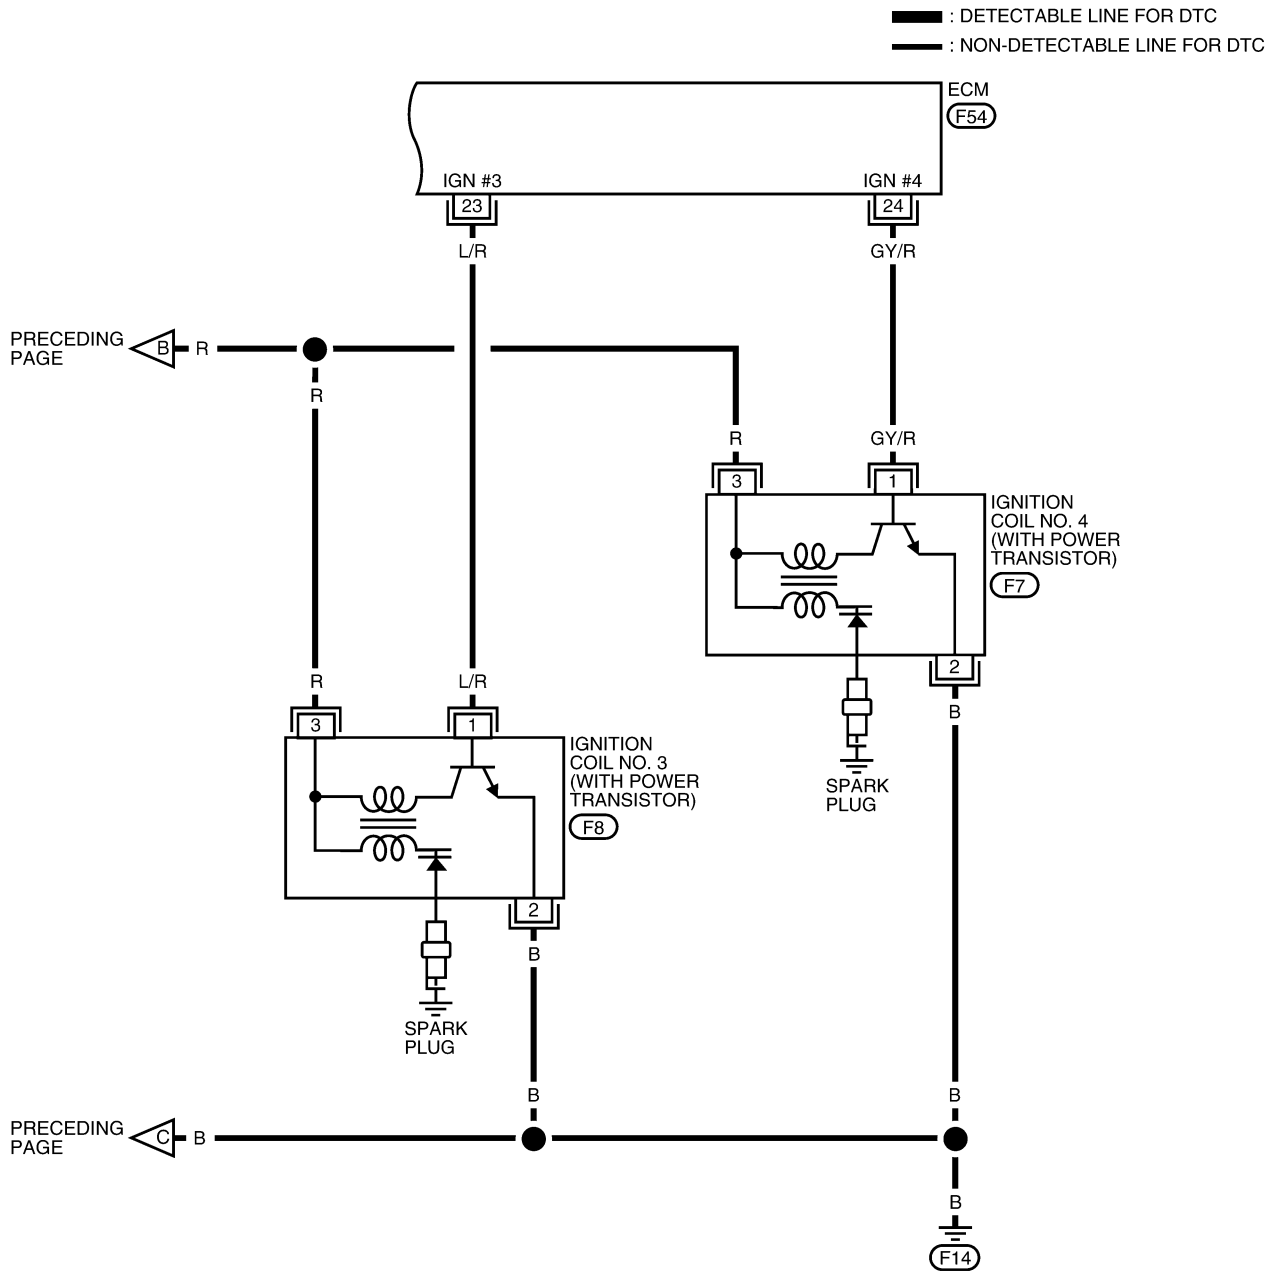 : DETECTABLE LINE FOR DTC
: NON-DETECTABLE LINE FOR DTC
ECM
F54
IGN #3
IGN #4
23
24
L/R
GY/R
PRECEDING
PAGE
B
R
R
R
GY/R
3
1
IGNITION
COIL NO. 4
(WITH POWER
TRANSISTOR)
F7
2
B
SPARK
PLUG
R
L/R
3
1
IGNITION
COIL NO. 3
(WITH POWER
TRANSISTOR)
F8
2
B
SPARK
PLUG
B
B
PRECEDING
PAGE
C
B
B
F14